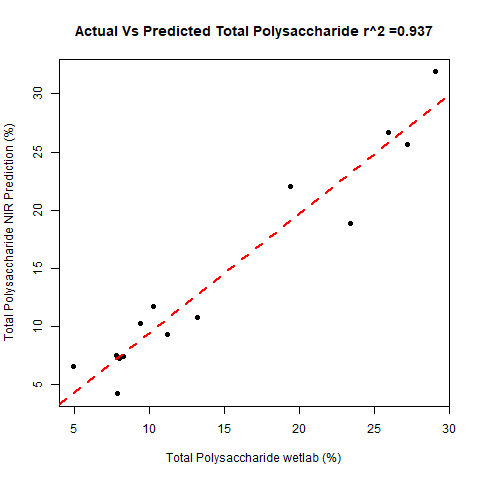 Actual Vs Predicted Total Polysaccharide r^2 =0.937
Total Polysaccharide NIR Prediction (%)
30
25
20
15
10
5
5 10 15 20 25 30
Total Polysaccharide wetlab (%)